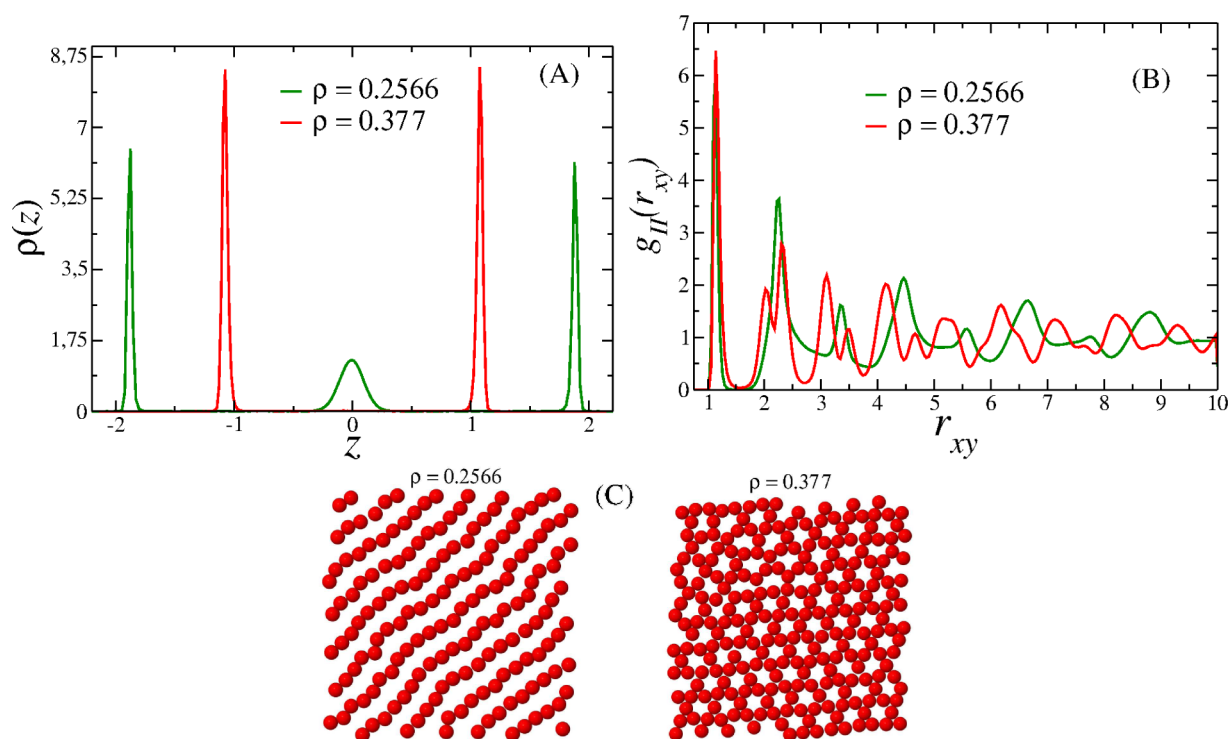 (A)
ρ = 0.2566
ρ = 0.377
8,75
7
5,25
3,5
1,75
0
ρ(z)
-2 -1 0 1 2
z
(B)
ρ = 0.2566
ρ = 0.377
7
6
5
4
3
2
1
0
g_ll(r_xy)
1 2 3 4 5 6 7 8 9 10
r_xy
(C)
ρ = 0.2566
ρ = 0.377